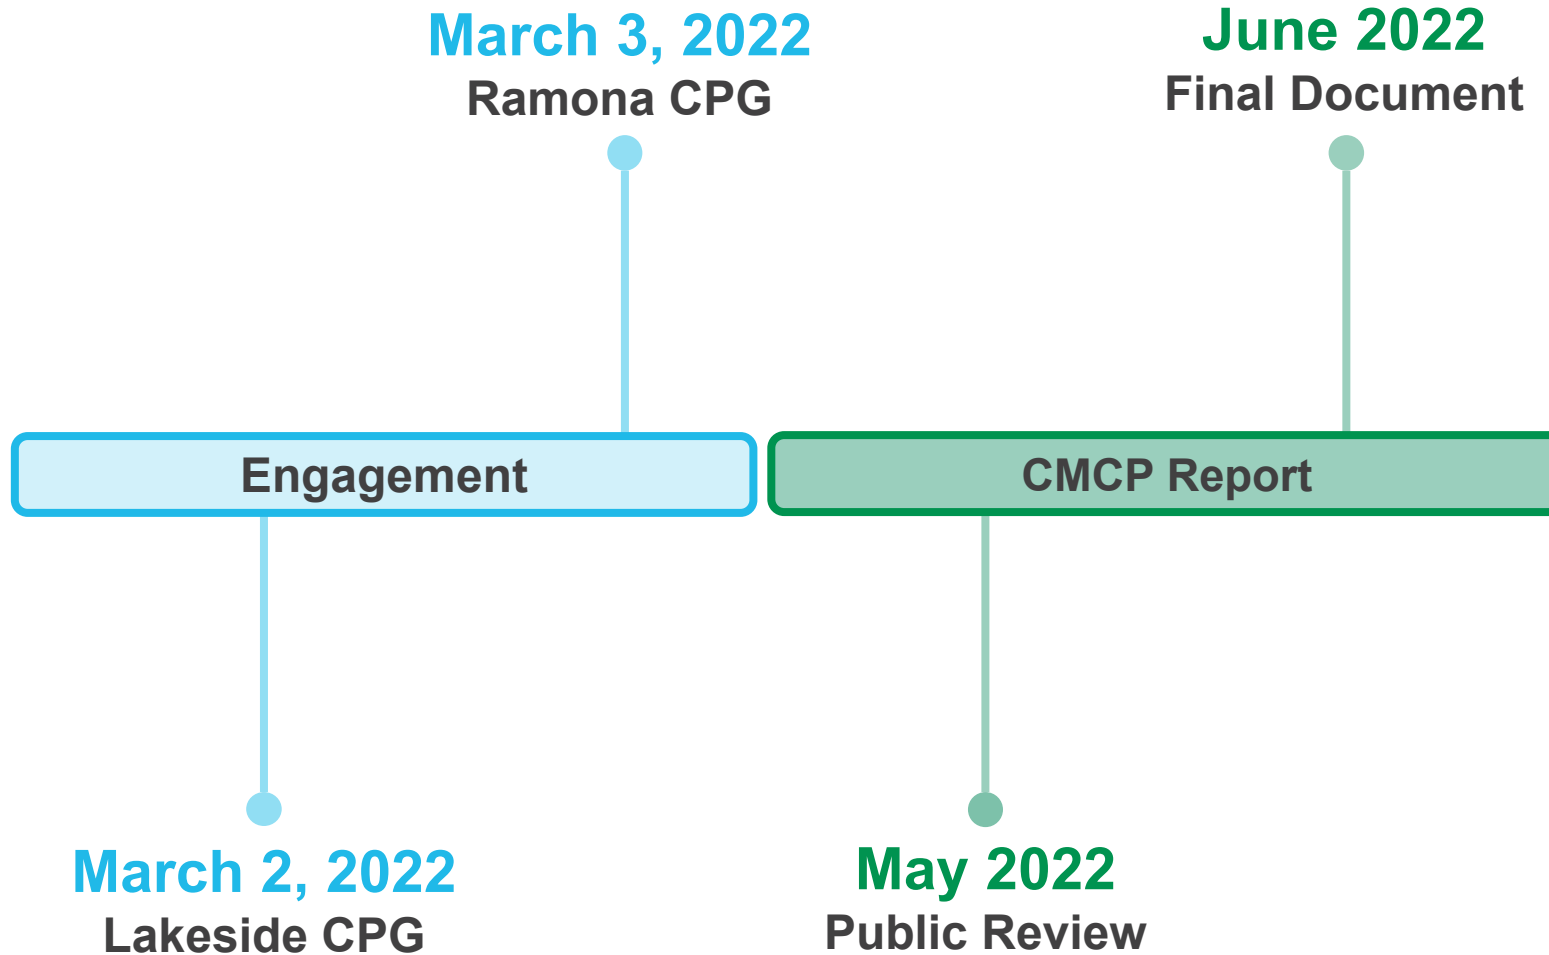 March 3, 2022
Ramona CPG
June 2022
Final Document
Engagement
CMCP Report
March 2, 2022
Lakeside CPG
May 2022
Public Review